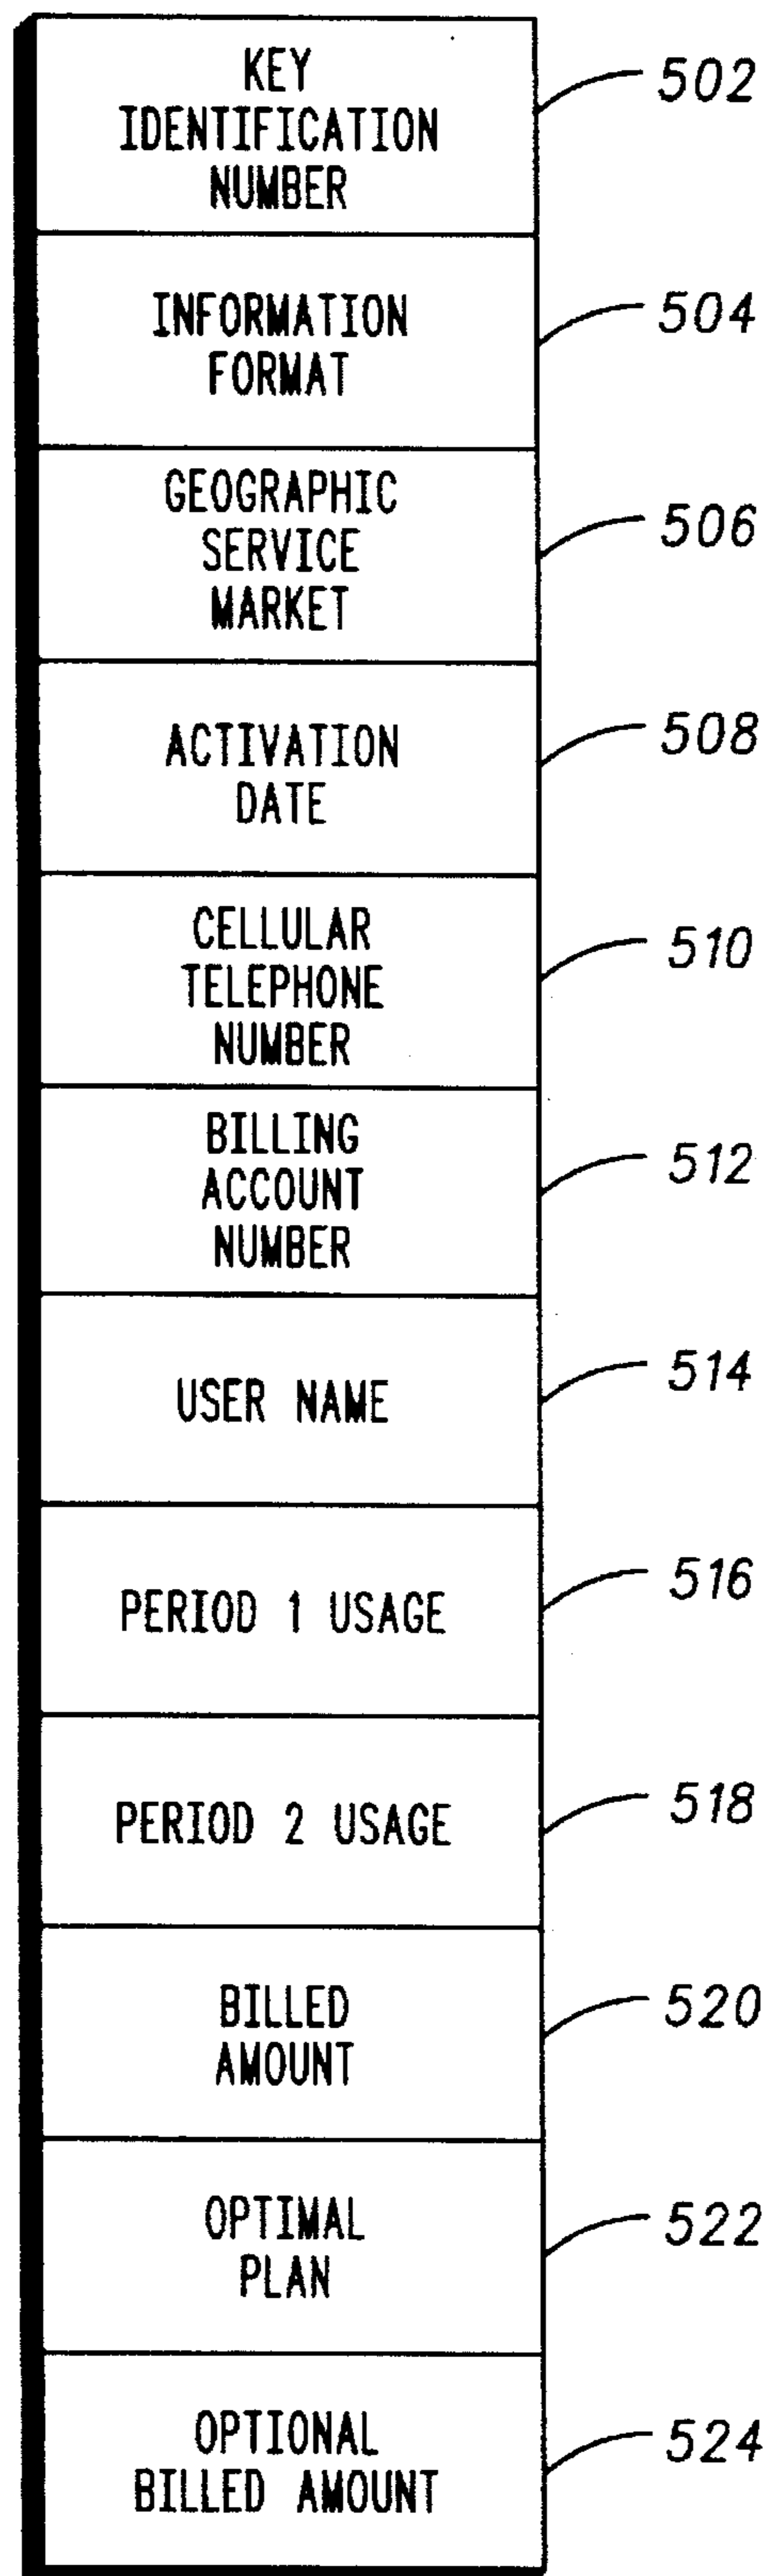 KEY
IDENTIFICATION
NUMBER
502
INFORMATION
FORMAT
504
GEOGRAPHIC
SERVICE
MARKET
506
ACTIVATION
DATE
508
CELLULAR
TELEPHONE
NUMBER
510
BILLING
ACCOUNT
NUMBER
512
USER NAME
514
PERIOD 1 USAGE
516
PERIOD 2 USAGE
518
BILLED
AMOUNT
520
OPTIMAL
PLAN
522
OPTIONAL
BILLED AMOUNT
524